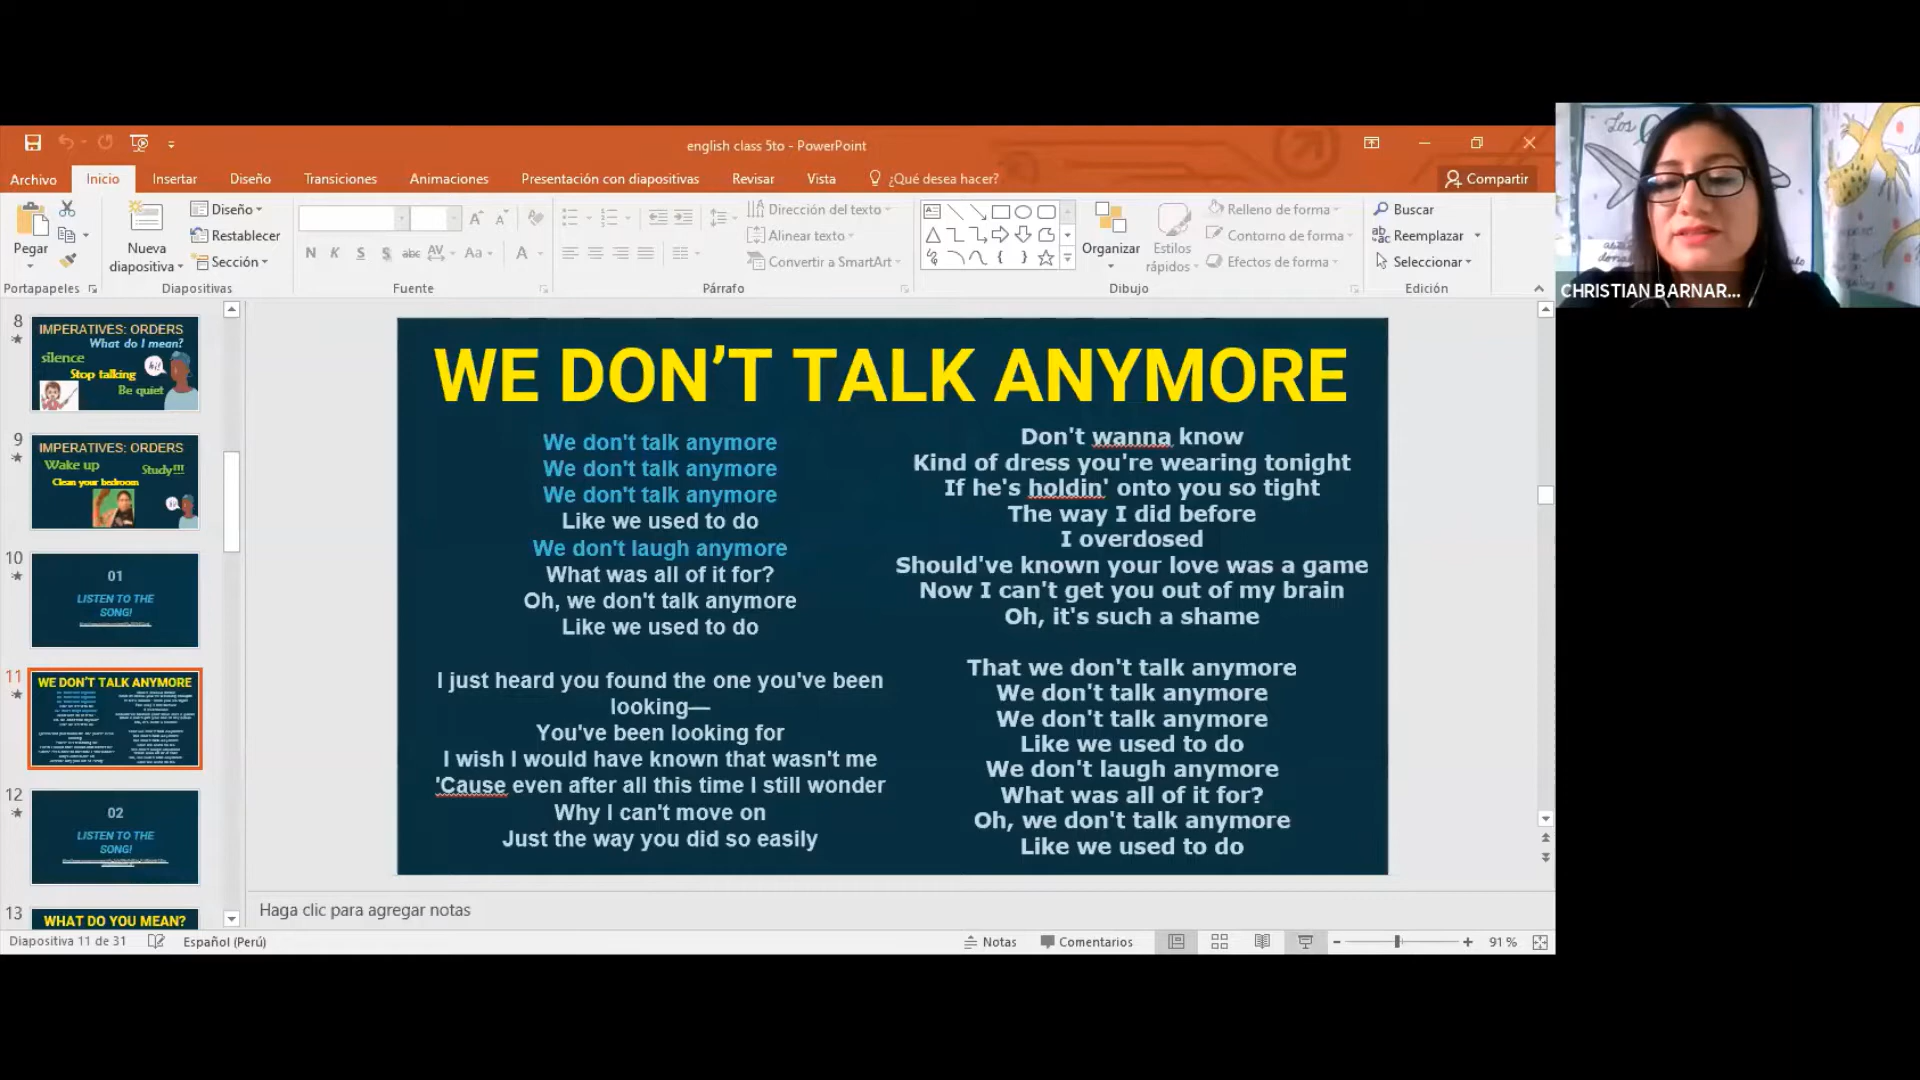 english class 5to - PowerPoint
Archivo
Inicio
Insertar
Diseño
Transiciones
Animaciones
Presentación con diapositivas
Revisar
Vista
¿Qué desea hacer?
Compartir
Pegar
Nueva diapositiva
Diseño
Restablecer
Sección
N K S S abc AV Aa A
Dirección del texto
Alinear texto
Convertir a SmartArt
Organizar
Estilos rápidos
Relleno de forma
Contorno de forma
Efectos de forma
Buscar
Reemplazar
Seleccionar
Portapapeles
Diapositivas
Fuente
Párrafo
Dibujo
Edición
8
IMPERATIVES: ORDERS
What do I mean?
silence
hi!
Stop talking
Be quiet
9
IMPERATIVES: ORDERS
Wake up
Study!!!
Clean your bedroom
hi!
10
01
LISTEN TO THE
SONG!
11
WE DON'T TALK ANYMORE
12
02
LISTEN TO THE
SONG!
13
WHAT DO YOU MEAN?
WE DON'T TALK ANYMORE
We don't talk anymore
We don't talk anymore
We don't talk anymore
Like we used to do
We don't laugh anymore
What was all of it for?
Oh, we don't talk anymore
Like we used to do
I just heard you found the one you've been
looking—
You've been looking for
I wish I would have known that wasn't me
'Cause even after all this time I still wonder
Why I can't move on
Just the way you did so easily
Don't wanna know
Kind of dress you're wearing tonight
If he's holdin' onto you so tight
The way I did before
I overdosed
Should've known your love was a game
Now I can't get you out of my brain
Oh, it's such a shame
That we don't talk anymore
We don't talk anymore
We don't talk anymore
Like we used to do
We don't laugh anymore
What was all of it for?
Oh, we don't talk anymore
Like we used to do
Haga clic para agregar notas
Diapositiva 11 de 31
Español (Perú)
Notas
Comentarios
91 %
Los
CHRISTIAN BARNAR...